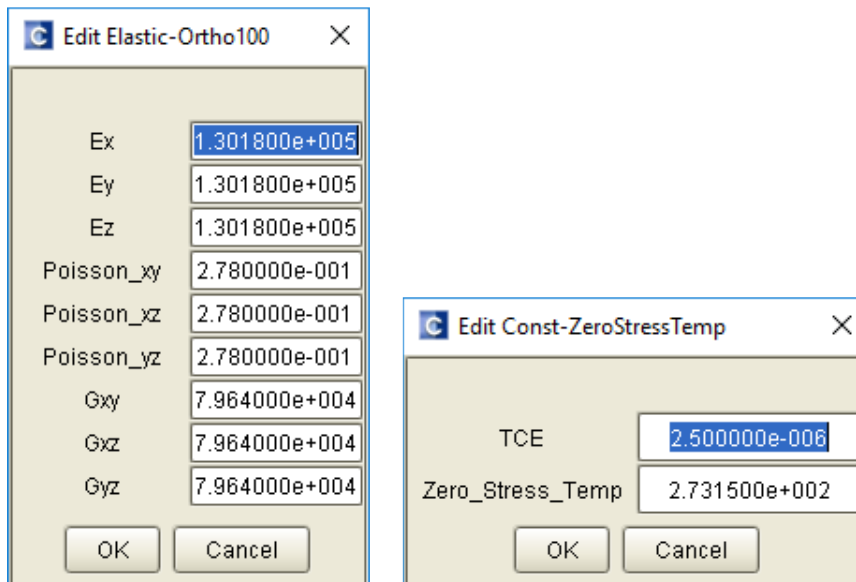 Edit Elastic-Ortho100
Ex 1.301800e+005
Ey 1.301800e+005
Ez 1.301800e+005
Poisson_xy 2.780000e-001
Poisson_xz 2.780000e-001
Poisson_yz 2.780000e-001
Gxy 7.964000e+004
Gxz 7.964000e+004
Gyz 7.964000e+004
OK Cancel
Edit Const-ZeroStressTemp
TCE 2.500000e-006
Zero_Stress_Temp 2.731500e+002
OK Cancel